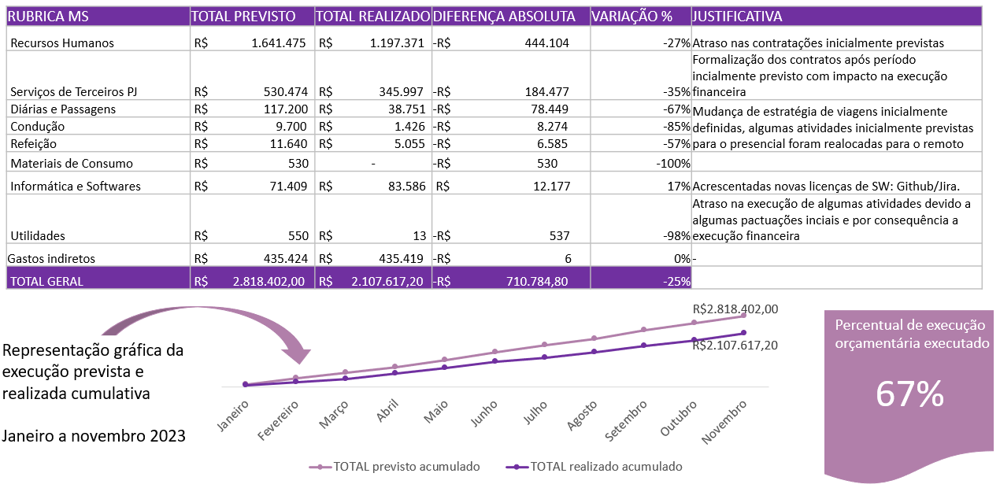 RUBRICA MS TOTAL PREVISTO TOTAL REALIZADO DIFERENÇA ABSOLUTA VARIAÇÃO % JUSTIFICATIVA
Recursos Humanos R$ 1.641.475 R$ 1.197.371 -R$ 444.104 -27% Atraso nas contratações inicialmente previstas
Formalização dos contratos após período
incialmente previsto com impacto na execução
Serviços de Terceiros PJ R$ 530.474 R$ 345.997 -R$ 184.477 -35% financeira
Diárias e Passagens R$ 117.200 R$ 38.751 -R$ 78.449 -67% Mudança de estratégia de viagens inicialmente
Condução R$ 9.700 R$ 1.426 -R$ 8.274 -85% definidas, algumas atividades inicialmente previstas
Refeição R$ 11.640 R$ 5.055 -R$ 6.585 -57% para o presencial foram realocadas para o remoto
Materiais de Consumo R$ 530 - -R$ 530 -100%
Informática e Softwares R$ 71.409 R$ 83.586 R$ 12.177 17% Acrescentadas novas licenças de SW: Github/Jira.
Atraso na execução de algumas atividades devido a
algumas pactuações inciais e por consequência a
Utilidades R$ 550 R$ 13 -R$ 537 -98% execução financeira
Gastos indiretos R$ 435.424 R$ 435.419 -R$ 6 0% -
TOTAL GERAL R$ 2.818.402,00 R$ 2.107.617,20 -R$ 710.784,80 -25%
Representação gráfica da
execução prevista e
realizada cumulativa
Janeiro a novembro 2023
R$2.818.402,00
R$2.107.617,20
Janeiro
Fevereiro
Março
Abril
Maio
Junho
Julho
Agosto
Setembro
Outubro
Novembro
TOTAL previsto acumulado
TOTAL realizado acumulado
Percentual de execução
orçamentária executado
67%